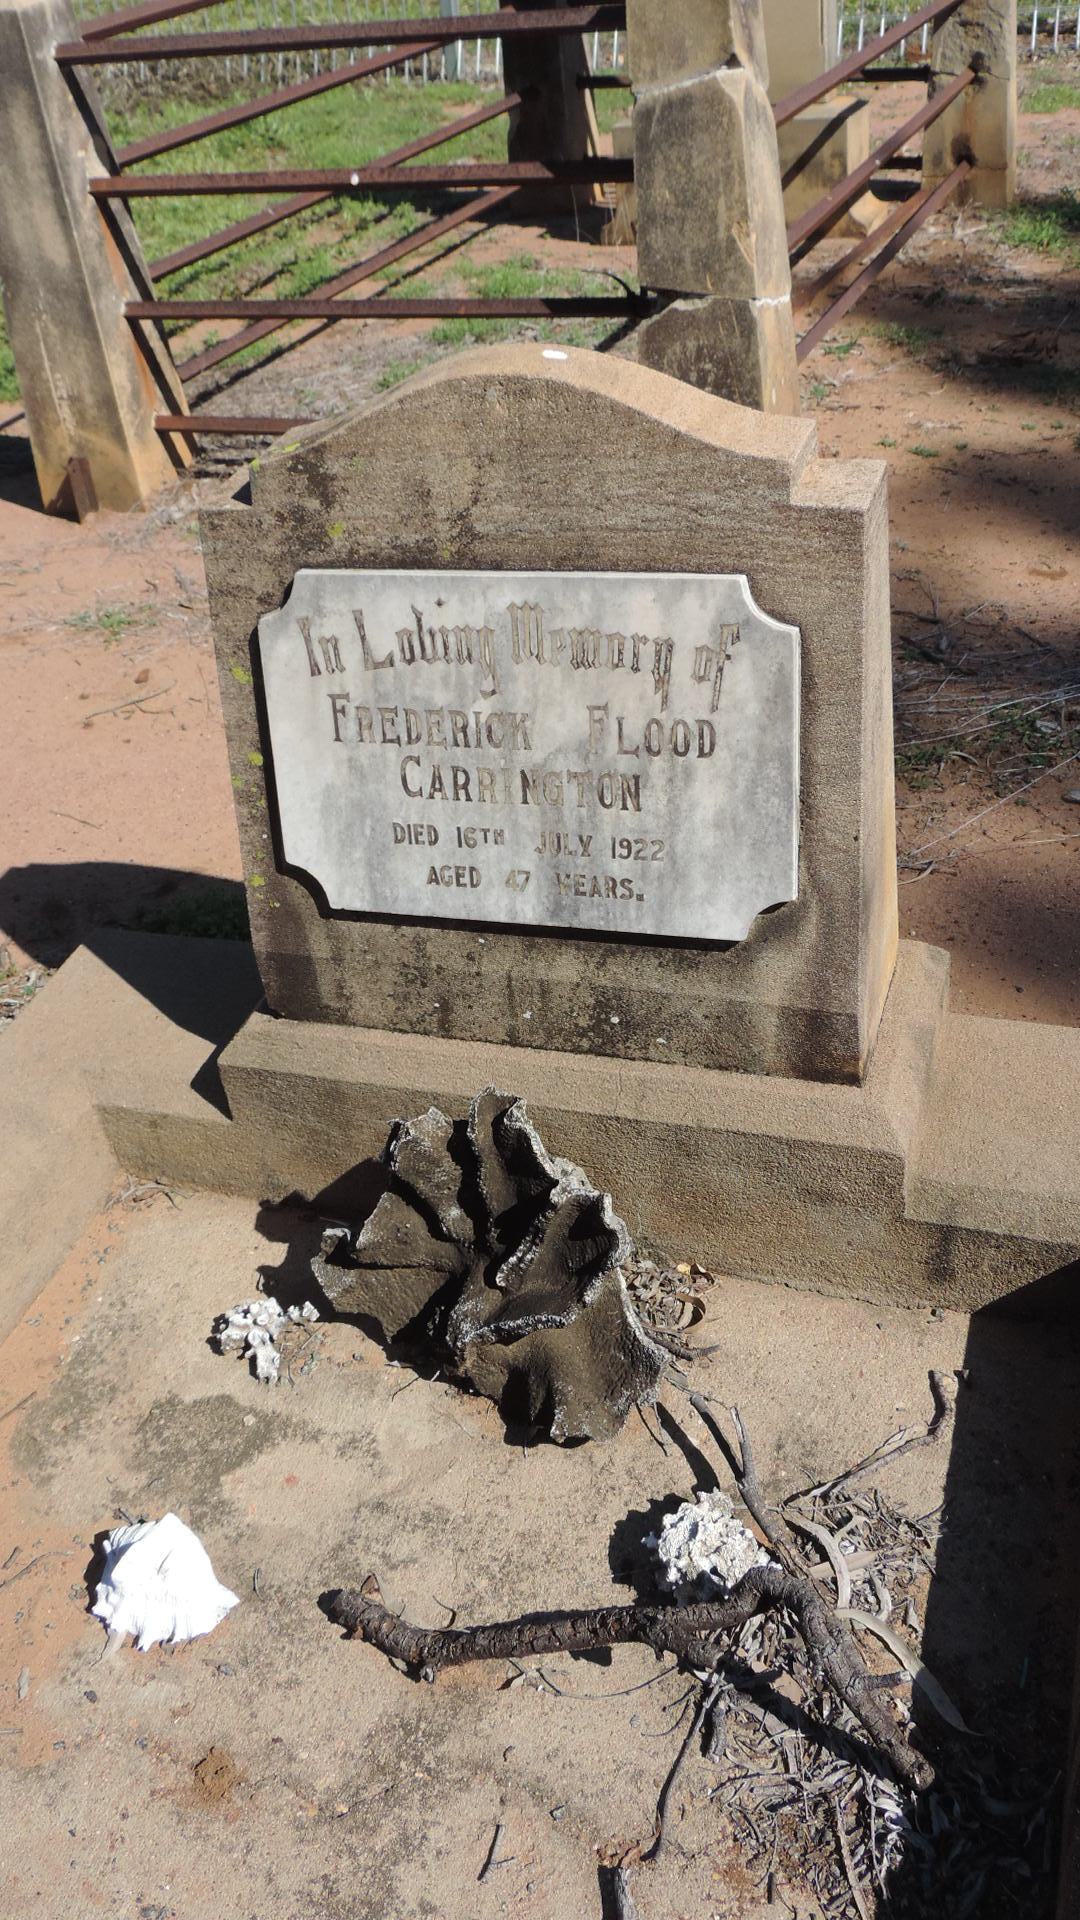 In Loving Memory of
FREDERICK FLOOD
CARRINGTON
DIED 16TH JULY 1922
AGED 47 YEARS.